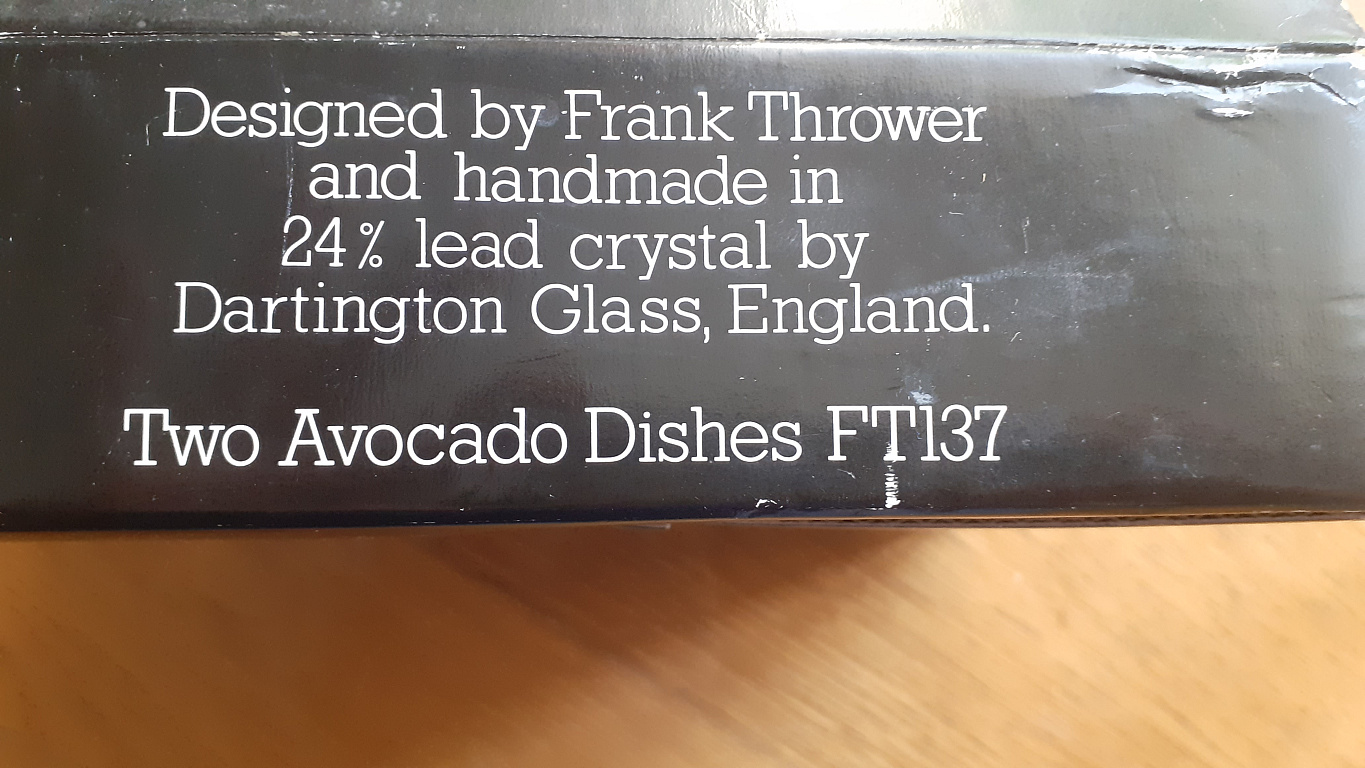 Designed by Frank Thrower
and handmade in
24% lead crystal by
Dartington Glass, England.
Two Avocado Dishes FT137